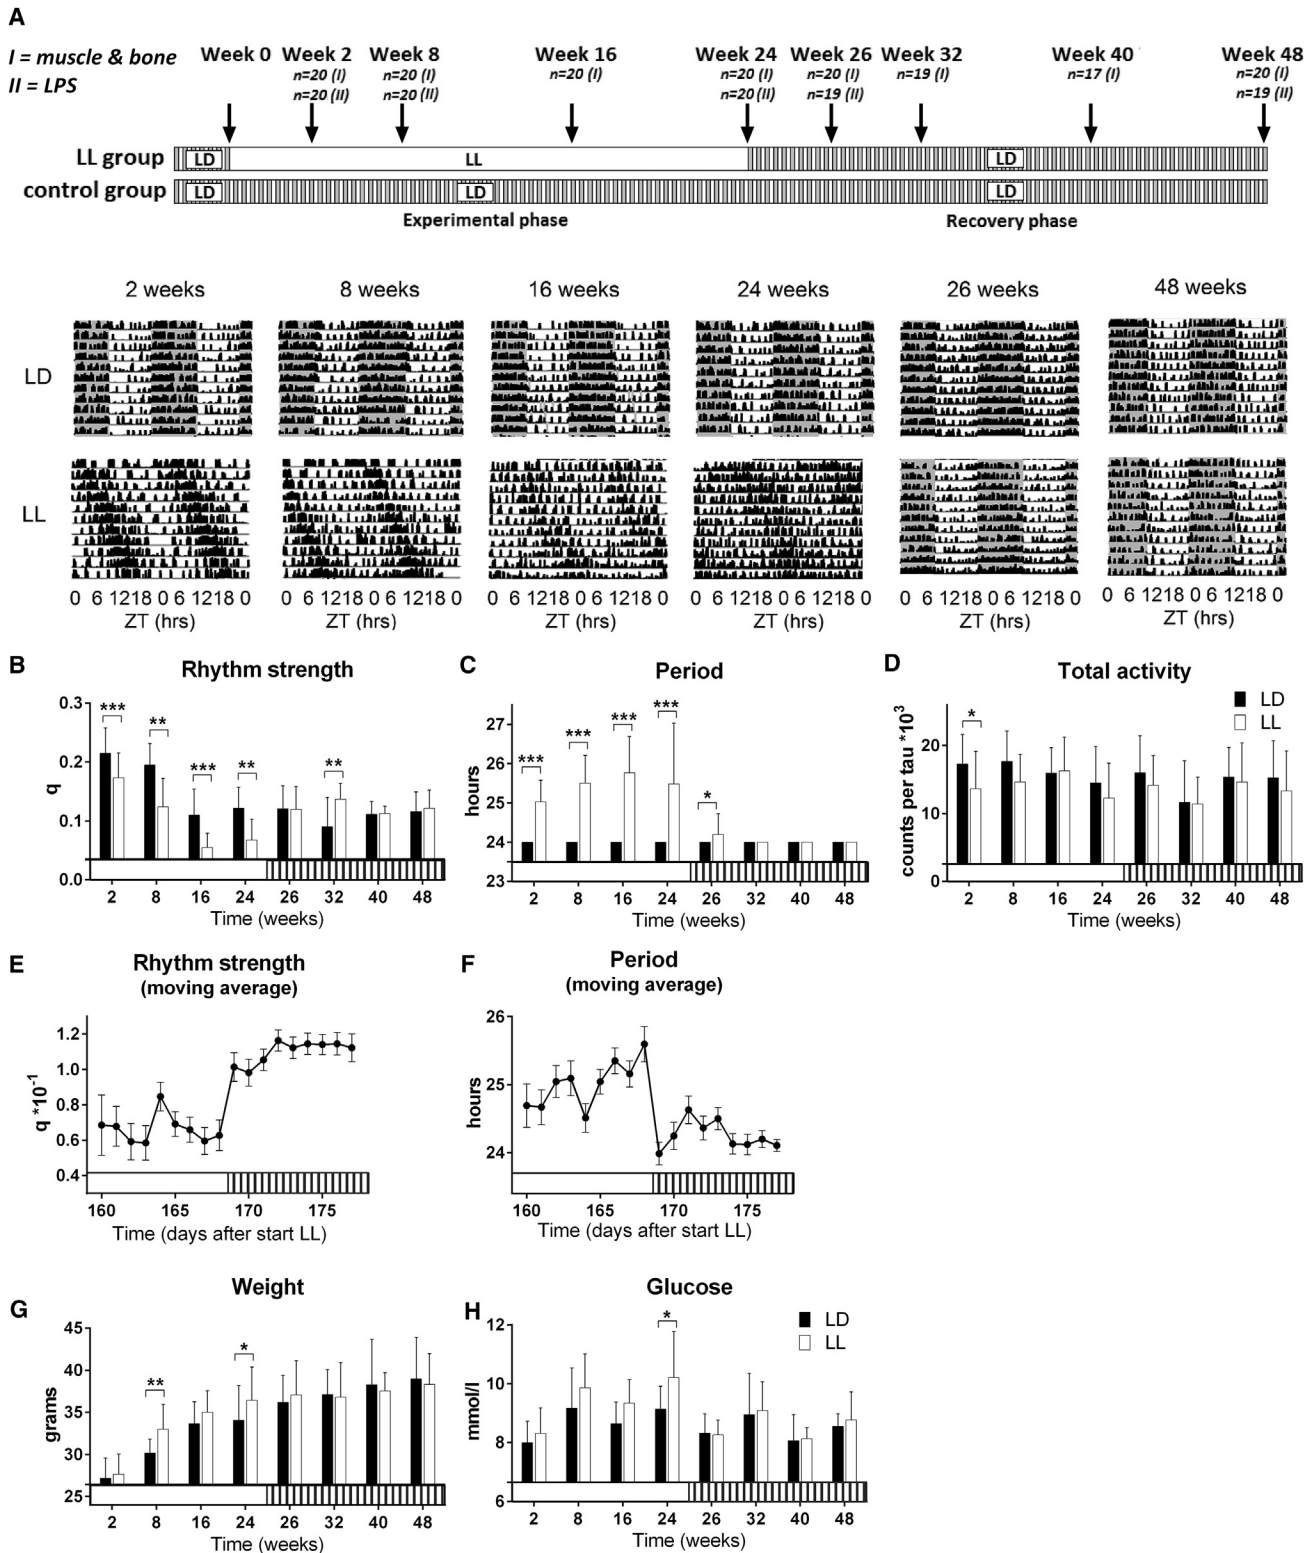 A
I = muscle & bone
II = LPS
Week 0 Week 2 Week 8 Week 16 Week 24 Week 26 Week 32 Week 40 Week 48
n=20 (I) n=20 (I) n=20 (I) n=20 (I) n=20 (I) n=19 (I) n=17 (I) n=20 (I)
n=20 (II) n=20 (II) n=20 (II) n=19 (II) n=19 (II)
LL group LD LL LD
control group LD LD LD
Experimental phase Recovery phase
2 weeks 8 weeks 16 weeks 24 weeks 26 weeks 48 weeks
LD
LL
0 6 1218 0 6 1218 0 0 6 1218 0 6 1218 0 0 6 1218 0 6 1218 0 0 6 1218 0 6 1218 0 0 6 1218 0 6 1218 0 0 6 1218 0 6 1218 0
ZT (hrs) ZT (hrs) ZT (hrs) ZT (hrs) ZT (hrs) ZT (hrs)
B Rhythm strength
0.3
0.2
0.1
0.0
q
*** ** *** ** **
2 8 16 24 26 32 40 48
Time (weeks)
C Period
27
26
25
24
23
hours
*** *** *** *** *
2 8 16 24 26 32 40 48
Time (weeks)
D Total activity
LD
LL
20
10
0
counts per tau *10³
*
2 8 16 24 26 32 40 48
Time (weeks)
E Rhythm strength
(moving average)
1.2
1.0
0.8
0.6
0.4
q *10⁻¹
160 165 170 175
Time (days after start LL)
F Period
(moving average)
26
25
24
hours
160 165 170 175
Time (days after start LL)
G Weight
45
40
35
30
25
grams
** *
2 8 16 24 26 32 40 48
Time (weeks)
H Glucose
LD
LL
12
10
8
6
mmol/l
*
2 8 16 24 26 32 40 48
Time (weeks)